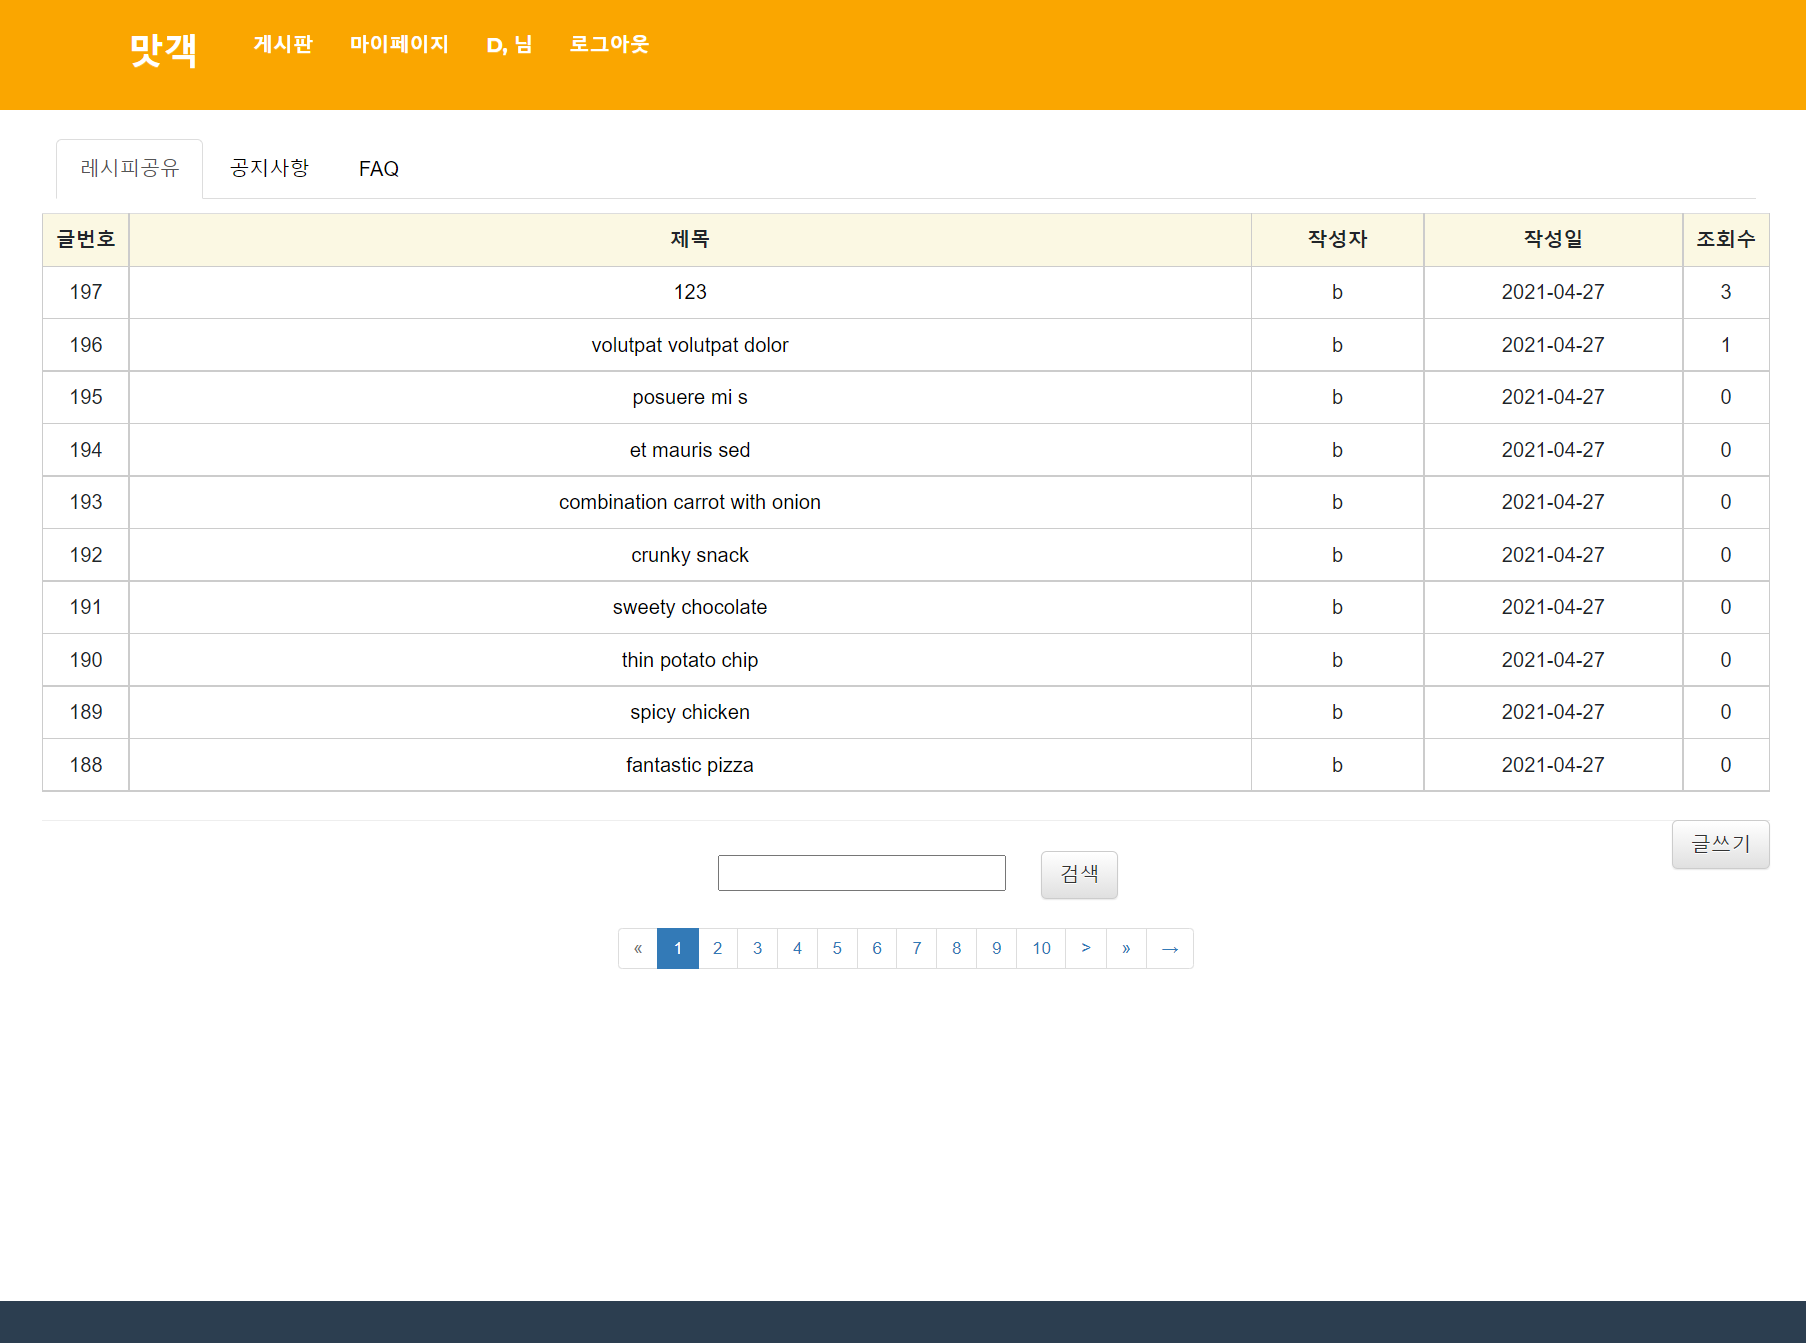 맛객 게시판 마이페이지 D, 님 로그아웃
레시피공유 공지사항 FAQ
글번호 제목 작성자 작성일 조회수
197 123 b 2021-04-27 3
196 volutpat volutpat dolor b 2021-04-27 1
195 posuere mi s b 2021-04-27 0
194 et mauris sed b 2021-04-27 0
193 combination carrot with onion b 2021-04-27 0
192 crunky snack b 2021-04-27 0
191 sweety chocolate b 2021-04-27 0
190 thin potato chip b 2021-04-27 0
189 spicy chicken b 2021-04-27 0
188 fantastic pizza b 2021-04-27 0
글쓰기
검색
« 1 2 3 4 5 6 7 8 9 10 > » →